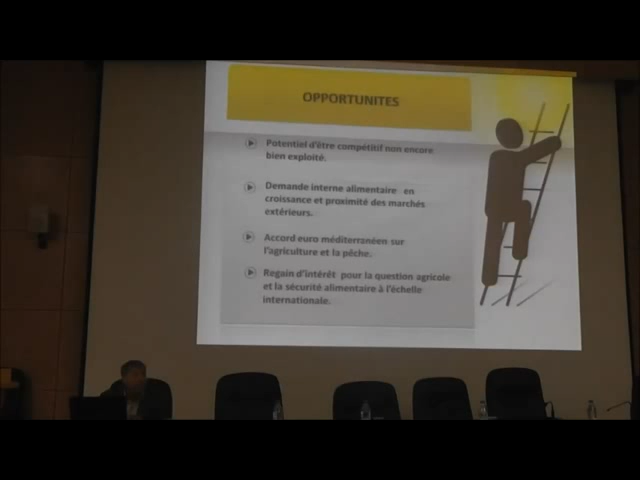 OPPORTUNITES
Potentiel d'être compétitif non encore
bien exploité.
Demande interne alimentaire en
croissance et proximité des marchés
extérieurs.
Accord euro méditerranéen sur
l'agriculture et la pêche.
Regain d'intérêt pour la question agricole
et la sécurité alimentaire à l'échelle
internationale.